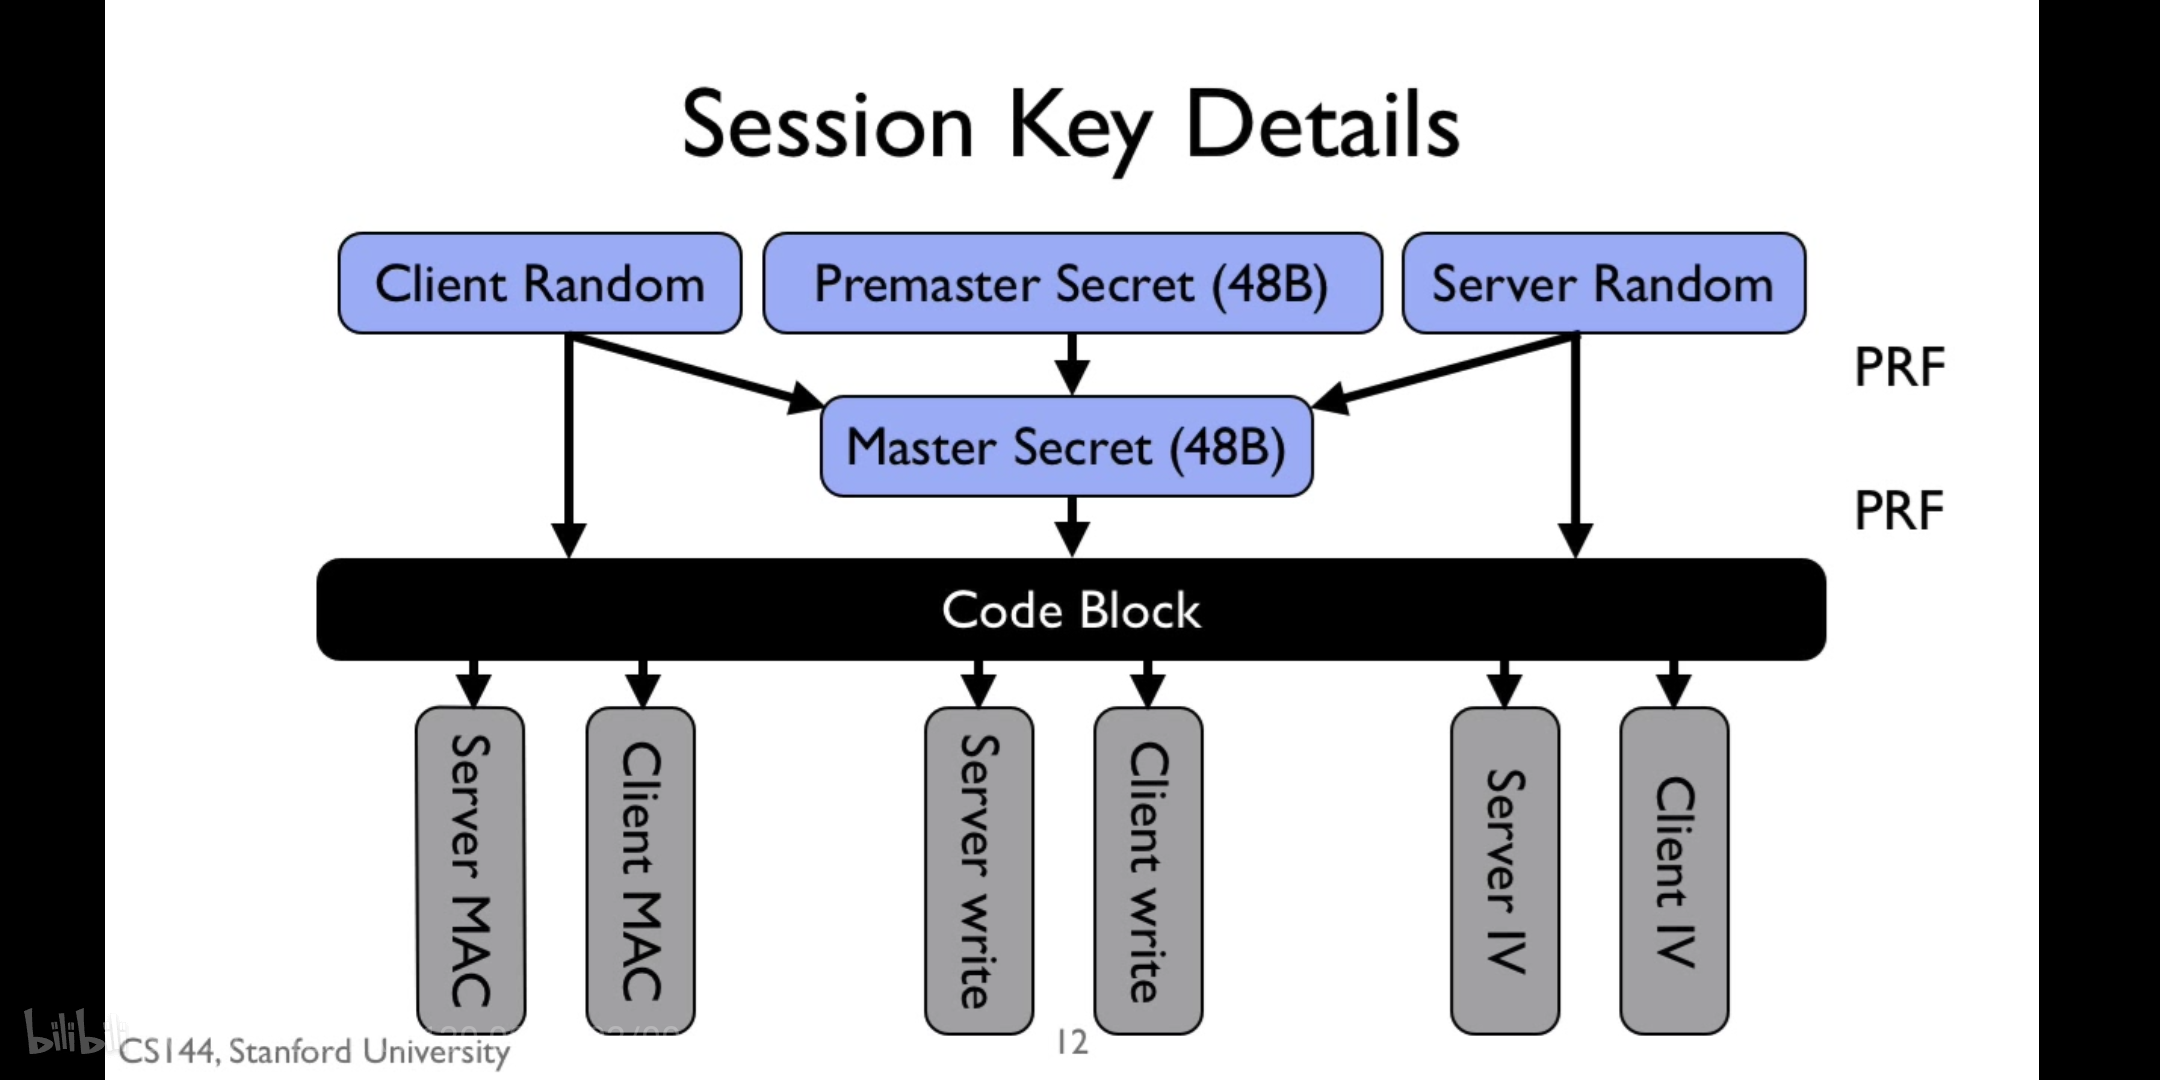 Session Key Details
Client Random
Premaster Secret (48B)
Server Random
PRF
Master Secret (48B)
PRF
Code Block
Server MAC
Client MAC
Server write
Client write
Server IV
Client IV
bilibili
CS144, Stanford University
12